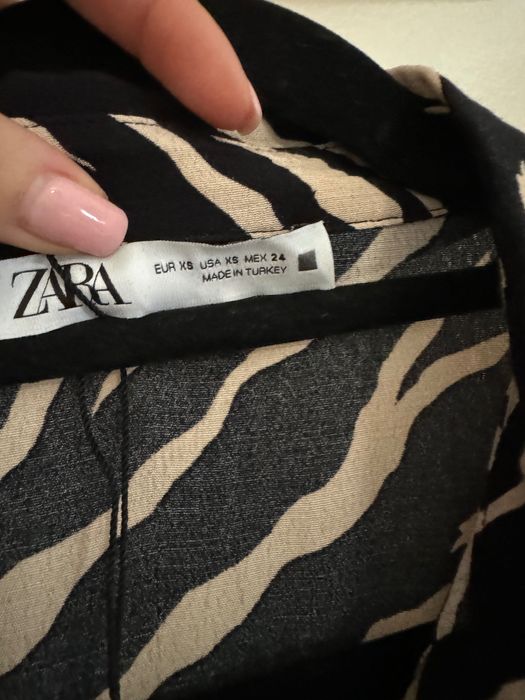 ZARA
EUR XS USA XS MEX 24
MADE IN TURKEY